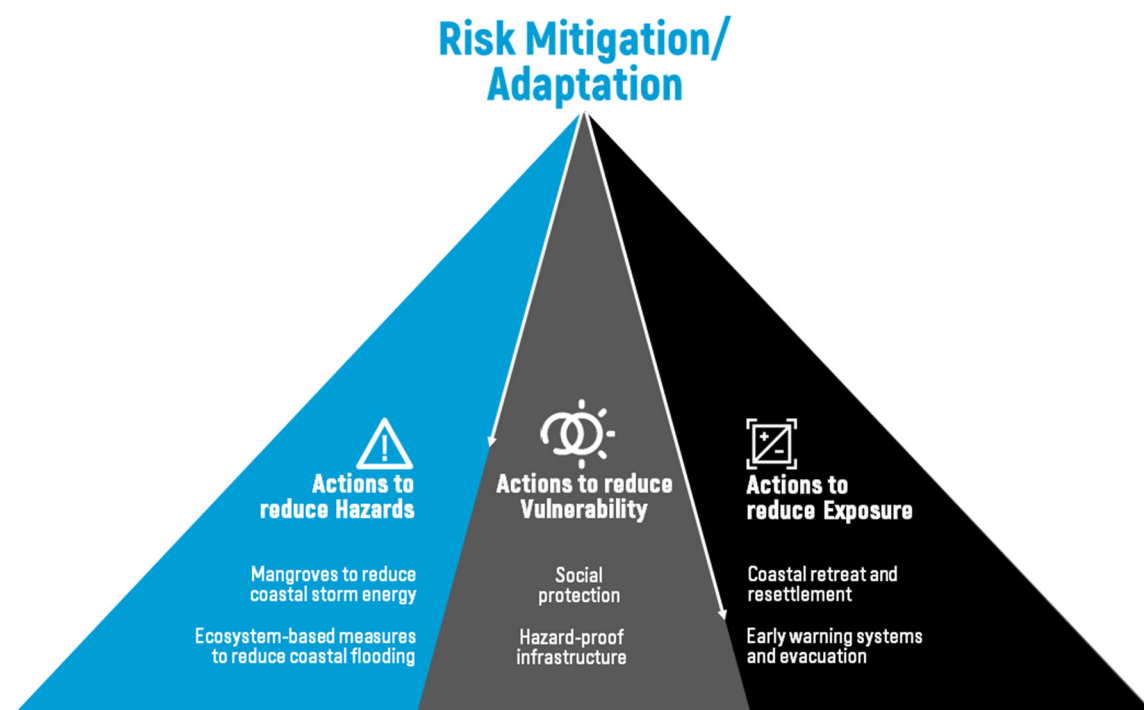 Risk Mitigation/
Adaptation
Actions to
reduce Hazards
Mangroves to reduce
coastal storm energy
Ecosystem-based measures
to reduce coastal flooding
Actions to reduce
Vulnerability
Social
protection
Hazard-proof
infrastructure
Actions to
reduce Exposure
Coastal retreat and
resettlement
Early warning systems
and evacuation